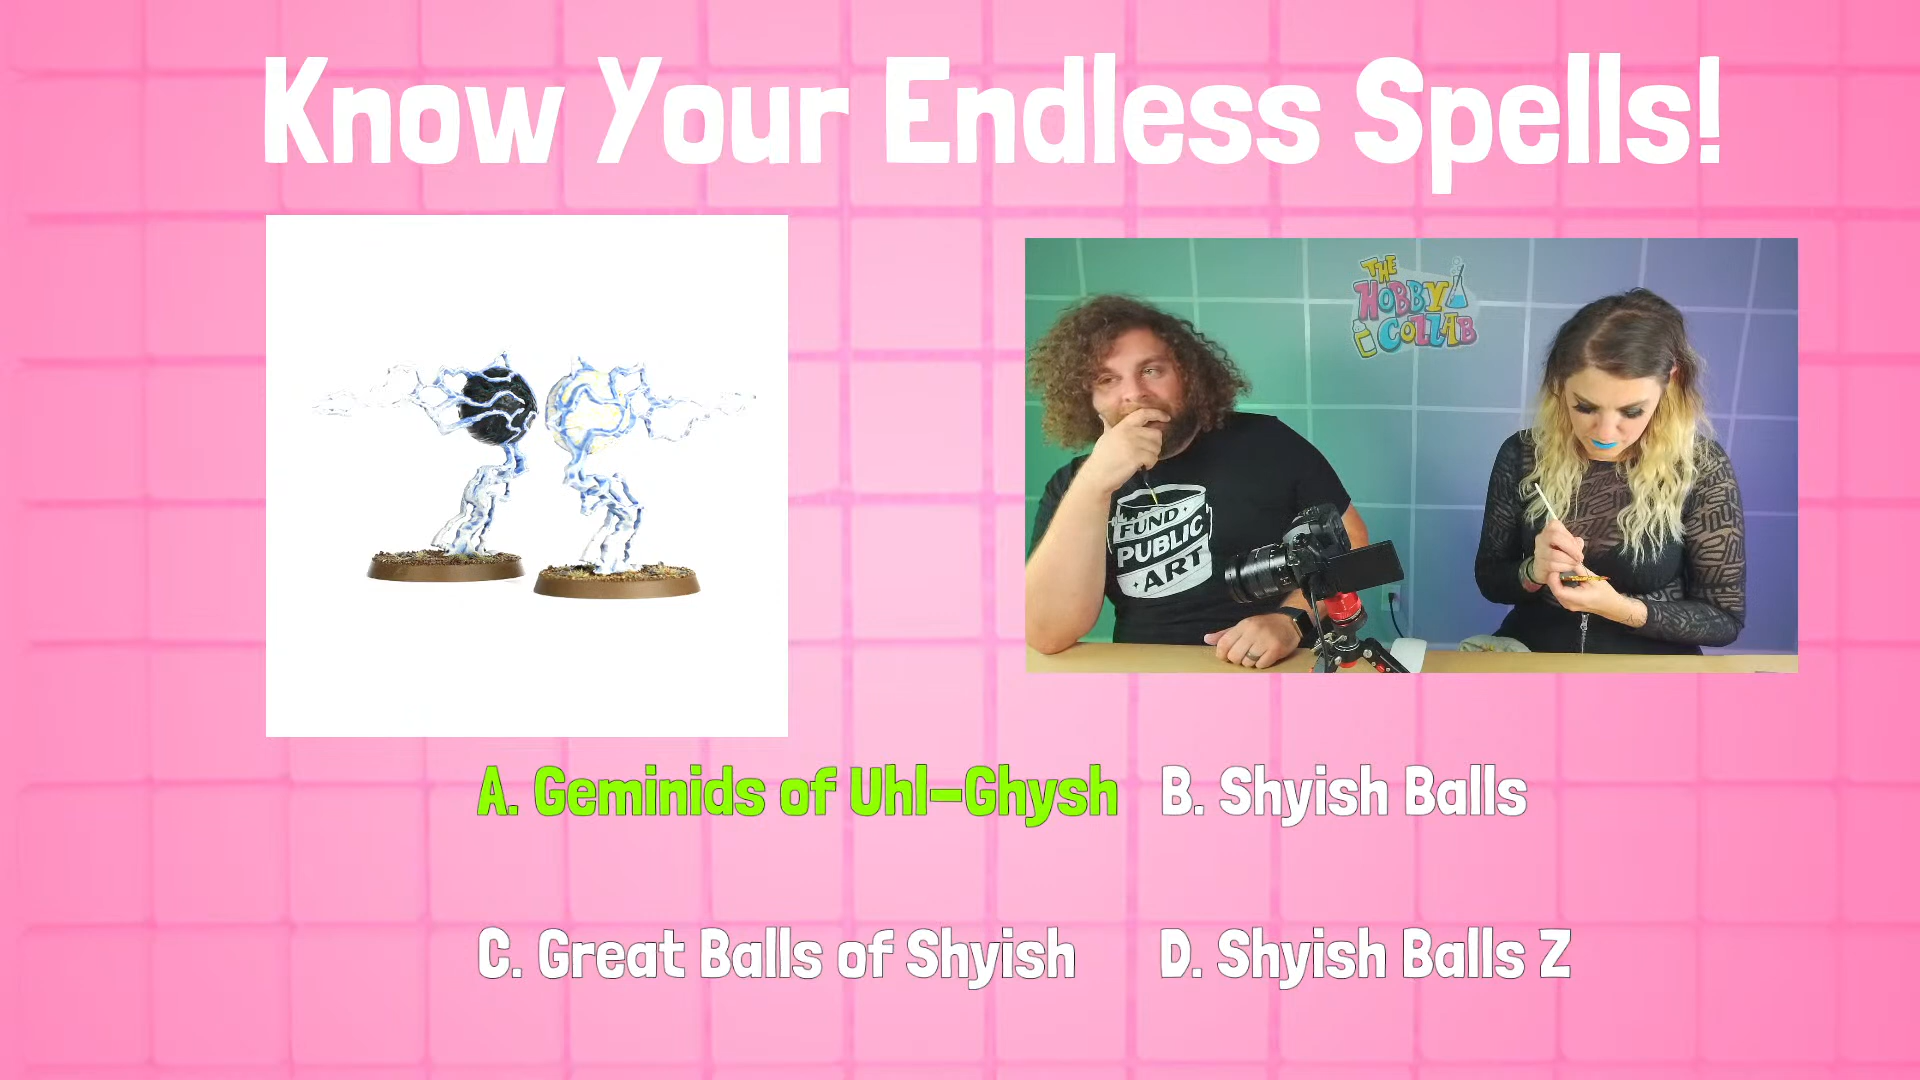 Know Your Endless Spells!
THE
HOBBY
COLLAB
FUND
PUBLIC
ART
A. Geminids of Uhl-Ghysh
B. Shyish Balls
C. Great Balls of Shyish
D. Shyish Balls Z